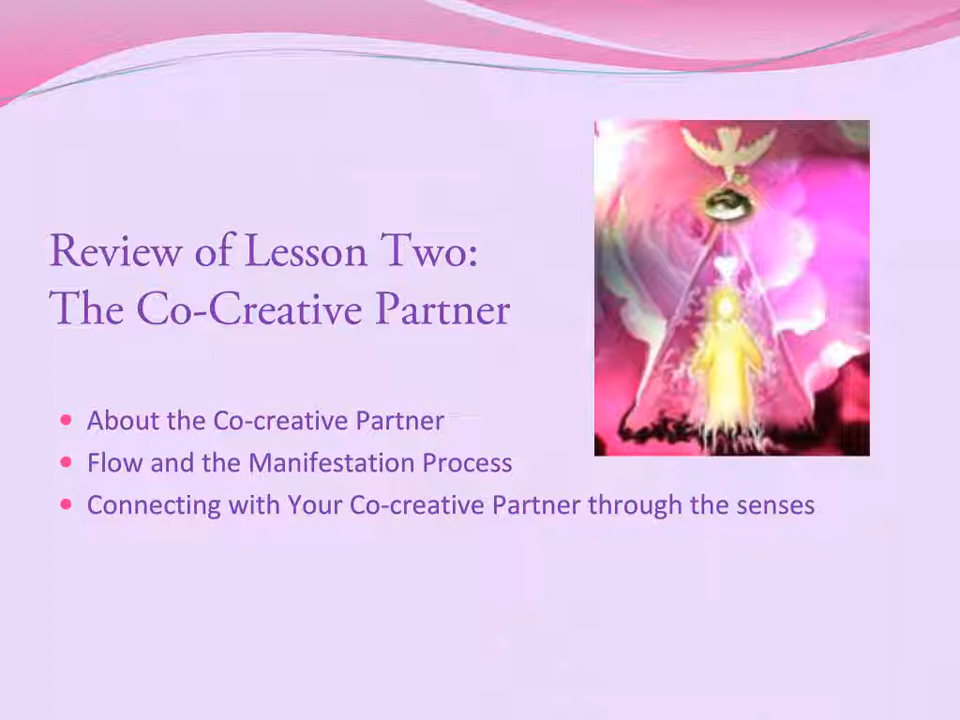 Review of Lesson Two:
The Co-Creative Partner
• About the Co-creative Partner
• Flow and the Manifestation Process
• Connecting with Your Co-creative Partner through the senses